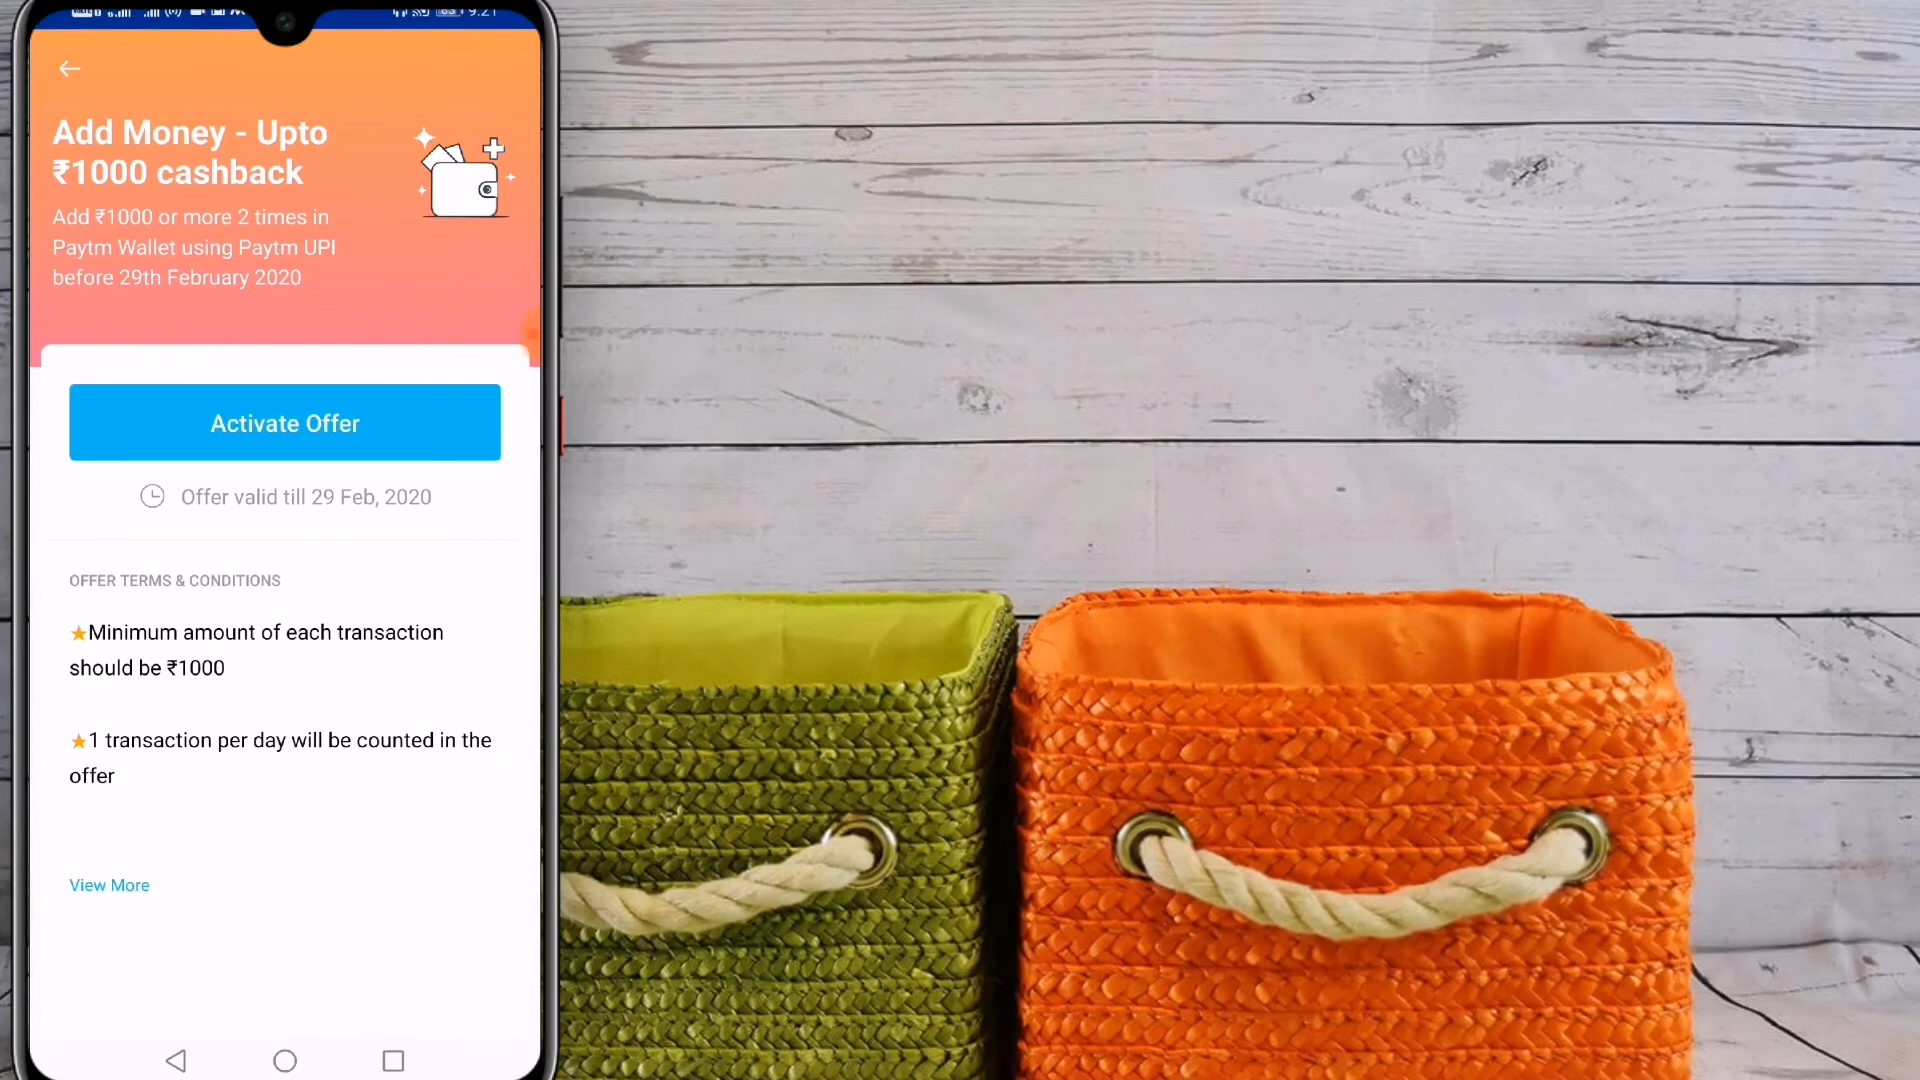 9:21
Add Money - Upto
₹1000 cashback
Add ₹1000 or more 2 times in
Paytm Wallet using Paytm UPI
before 29th February 2020
Activate Offer
Offer valid till 29 Feb, 2020
OFFER TERMS & CONDITIONS
⭐Minimum amount of each transaction
should be ₹1000
⭐1 transaction per day will be counted in the
offer
View More